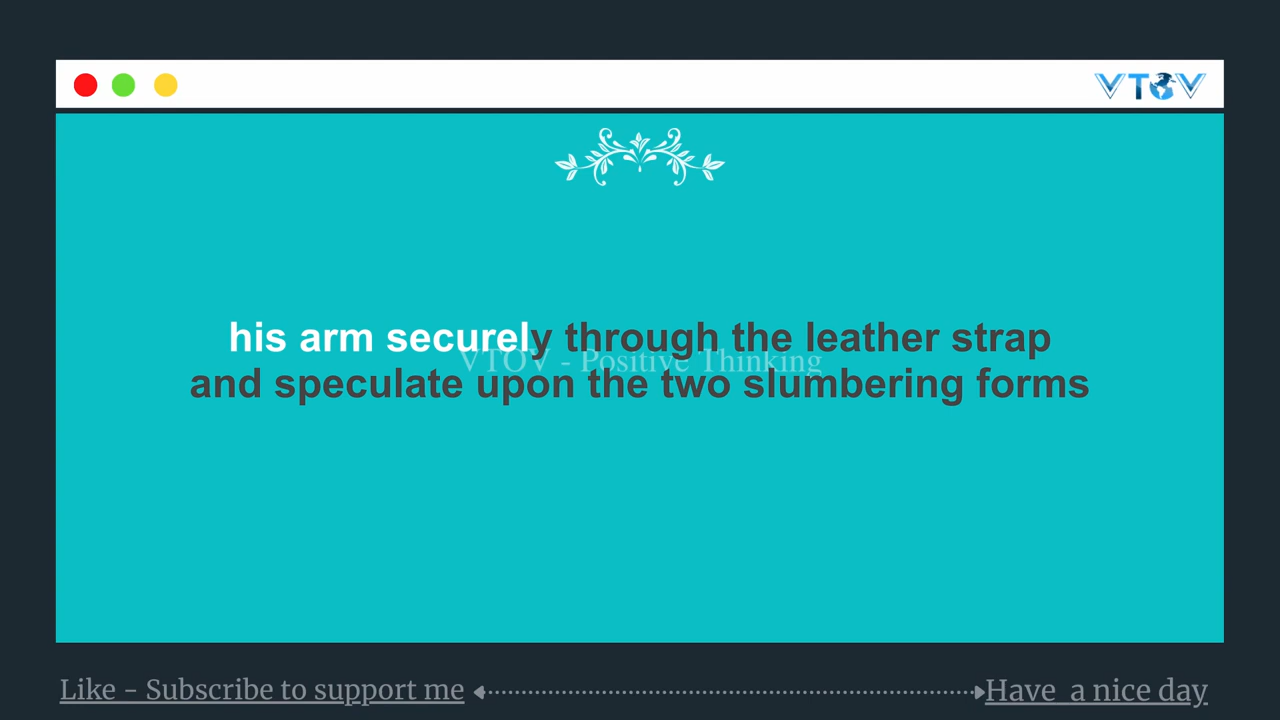 VTOV
his arm securely through the leather strap
VTOV - Positive Thinking
and speculate upon the two slumbering forms
Like - Subscribe to support me
Have a nice day